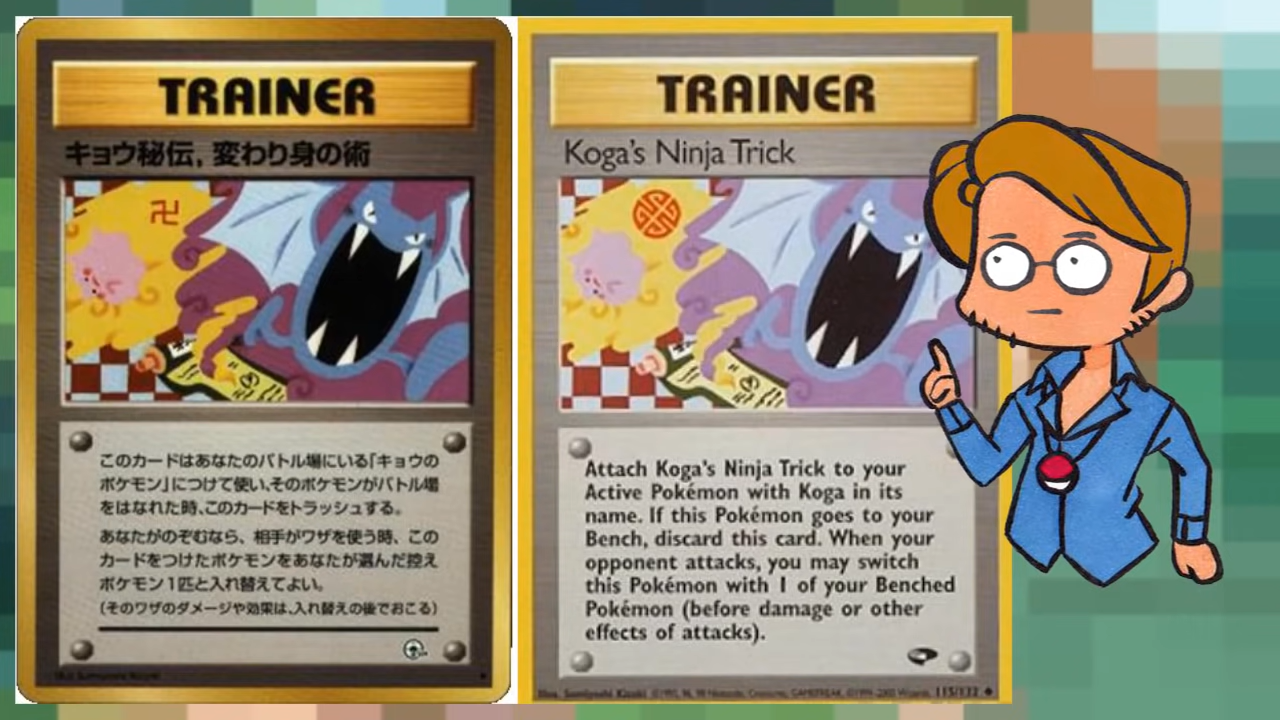 TRAINER
キョウ秘伝, 変わり身の術
卍
このカードはあなたのバトル場にいる「キョウの
ポケモン」につけて使い、そのポケモンがバトル場
をはなれた時、このカードをトラッシュする。
あなたがのぞむなら、相手がワザを使う時、この
カードをつけたポケモンをあなたが選んだ控え
ポケモン1匹と入れ替えてよい。
(そのワザのダメージや効果は、入れ替えの後でおこる)
TRAINER
Koga's Ninja Trick
Attach Koga's Ninja Trick to your
Active Pokémon with Koga in its
name. If this Pokémon goes to your
Bench, discard this card. When your
opponent attacks, you may switch
this Pokémon with 1 of your Benched
Pokémon (before damage or other
effects of attacks).
Illus. Sumiyoshi Kizuki 115/132